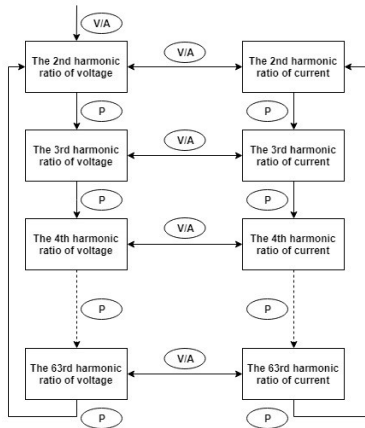 V/A
The 2nd harmonic
ratio of voltage
V/A
The 2nd harmonic
ratio of current
P
P
The 3rd harmonic
ratio of voltage
V/A
The 3rd harmonic
ratio of current
P
P
The 4th harmonic
ratio of voltage
V/A
The 4th harmonic
ratio of current
P
P
The 63rd harmonic
ratio of voltage
V/A
The 63rd harmonic
ratio of current
P
P